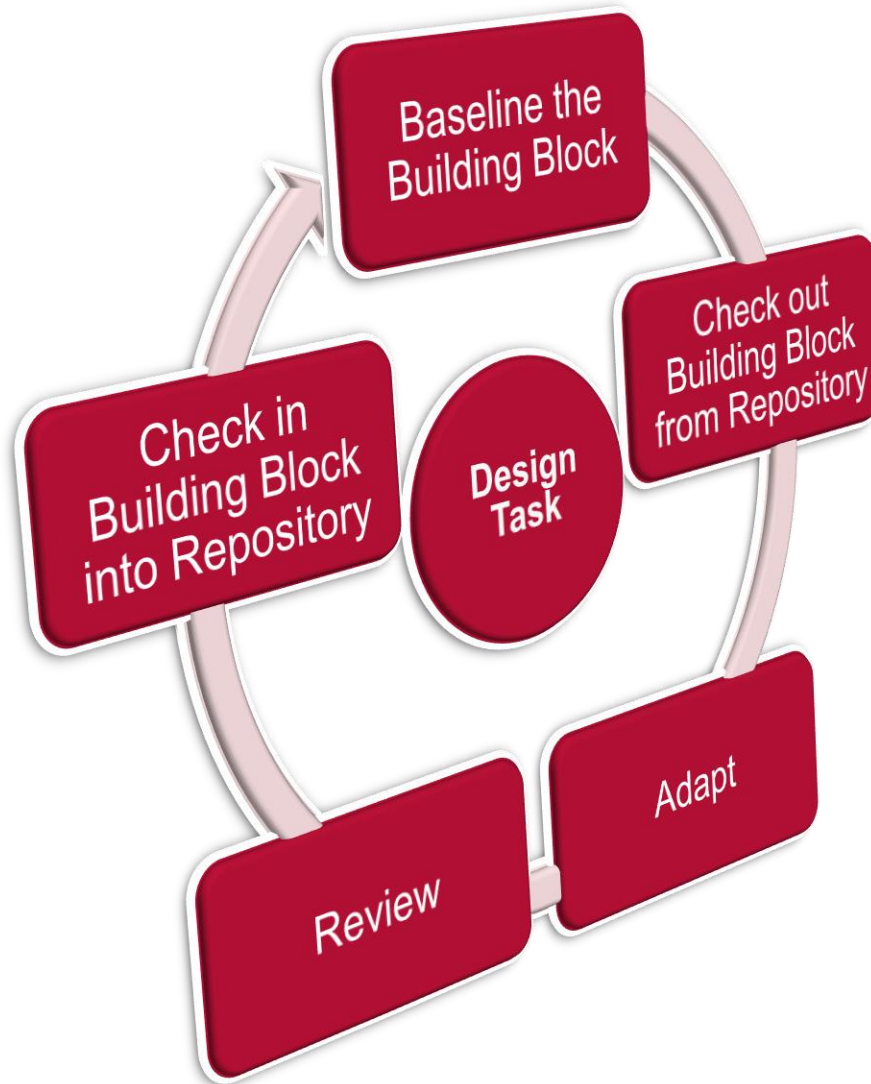 Baseline the
Building Block
Check out
Building Block
from Repository
Adapt
Review
Check in
Building Block
into Repository
Design
Task